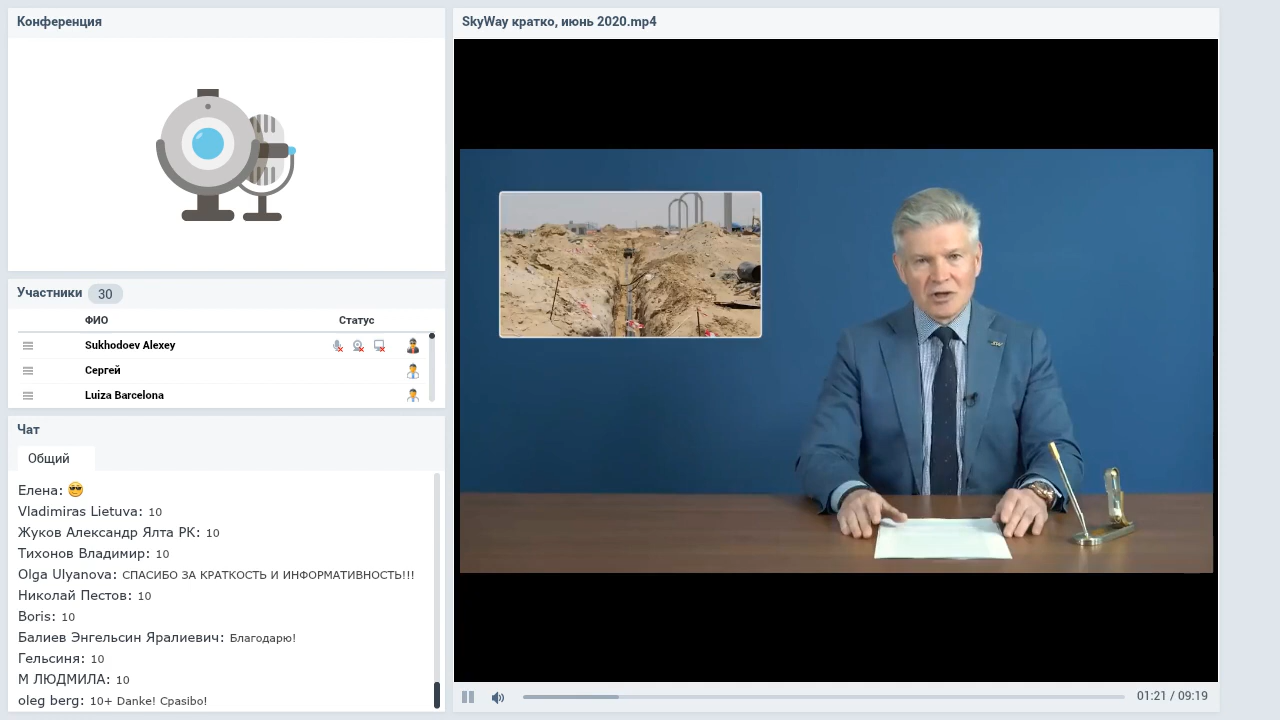 Конференция
Участники 30
ФИО Статус
Sukhodoev Alexey
Сергей
Luiza Barcelona
Чат
Общий
Елена:
Vladimiras Lietuva: 10
Жуков Александр Ялта РК: 10
Тихонов Владимир: 10
Olga Ulyanova: СПАСИБО ЗА КРАТКОСТЬ И ИНФОРМАТИВНОСТЬ!!!
Николай Пестов: 10
Boris: 10
Балиев Энгельсин Яралиевич: Благодарю!
Гельсиня: 10
М ЛЮДМИЛА: 10
oleg berg: 10+ Danke! Cpasibo!
SkyWay кратко, июнь 2020.mp4
01:21 / 09:19